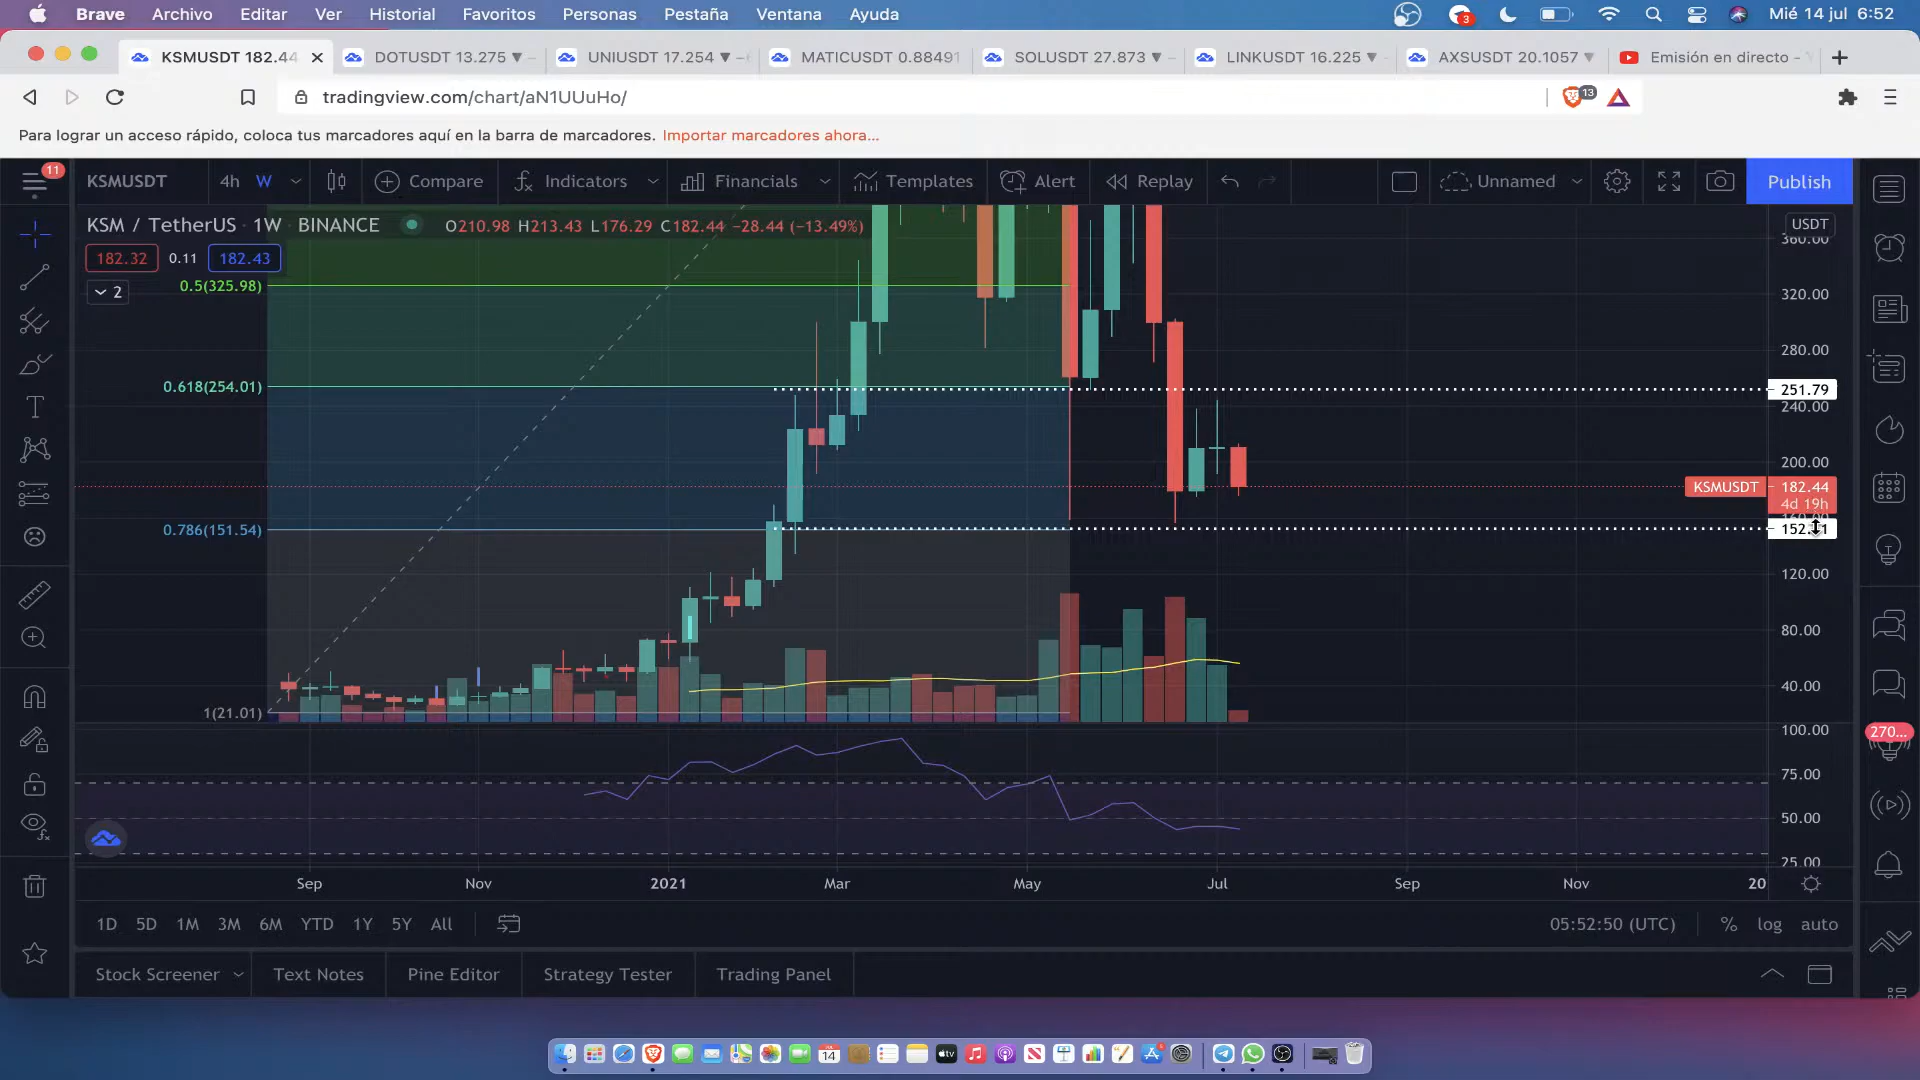 Brave Archivo Editar Ver Historial Favoritos Personas Pestaña Ventana Ayuda 3 Mié 14 jul 6:52
KSMUSDT 182.44 DOTUSDT 13.275 ▼ UNIUSDT 17.254 ▼ MATICUSDT 0.88491 SOLUSDT 27.873 ▼ LINKUSDT 16.225 ▼ AXSUSDT 20.1057 ▼ Emisión en directo -
tradingview.com/chart/aN1UUuHo/ 13
Para lograr un acceso rápido, coloca tus marcadores aquí en la barra de marcadores. Importar marcadores ahora...
11 KSMUSDT 4h W Compare Indicators Financials Templates Alert Replay Unnamed Publish
KSM / TetherUS · 1W · BINANCE O210.98 H213.43 L176.29 C182.44 −28.44 (−13.49%) USDT
360.00
182.32 0.11 182.43
2
0.5(325.98)
320.00
280.00
0.618(254.01) 251.79
240.00
200.00
KSMUSDT 182.44
4d 19h
0.786(151.54)
120.00
80.00
40.00
1(21.01)
100.00
270...
75.00
50.00
25.00
Sep Nov 2021 Mar May Jul Sep Nov 20
1D 5D 1M 3M 6M YTD 1Y 5Y All 05:52:50 (UTC) % log auto
Stock Screener Text Notes Pine Editor Strategy Tester Trading Panel
tv 14